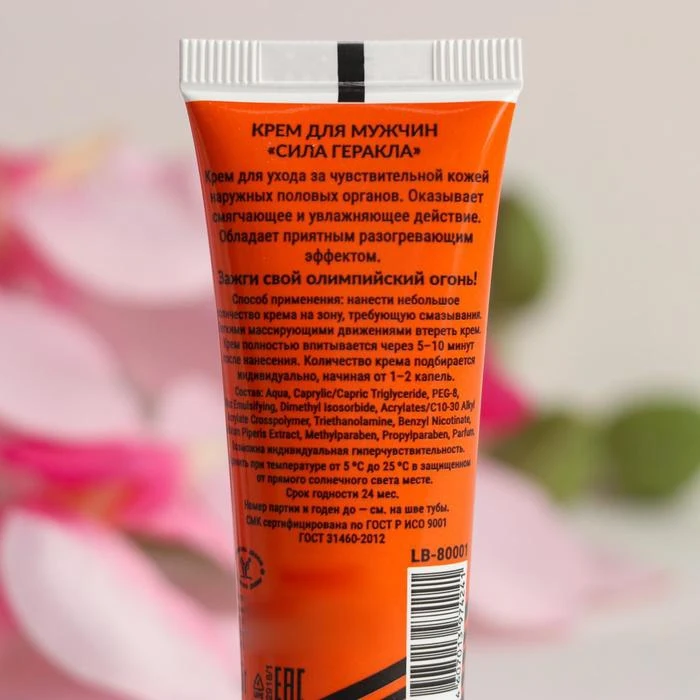 КРЕМ ДЛЯ МУЖЧИН
«СИЛА ГЕРАКЛА»
Крем для ухода за чувствительной кожей
наружных половых органов. Оказывает
смягчающее и увлажняющее действие.
Обладает приятным разогревающим
эффектом.
Зажги свой олимпийский огонь!
Способ применения: нанести небольшое
количество крема на зону, требующую смазывания.
массирующими движениями втереть крем.
Крем полностью впитывается через 5–10 минут
после нанесения. Количество крема подбирается
индивидуально, начиная от 1–2 капель.
Состав: Aqua, Caprylic/Capric Triglyceride, PEG-8,
Emulsifying, Dimethyl Isosorbide, Acrylates/C10-30 Alkyl
Acrylate Crosspolymer, Triethanolamine, Benzyl Nicotinate,
Piperis Extract, Methylparaben, Propylparaben, Parfum.
Возможна индивидуальная гиперчувствительность.
при температуре от 5 °С до 25 °С в защищенном
от прямого солнечного света месте.
Срок годности 24 мес.
Номер партии и годен до — см. на шве тубы.
СМК сертифицирована по ГОСТ Р ИСО 9001
ГОСТ 31460-2012
LB-80001
EAC